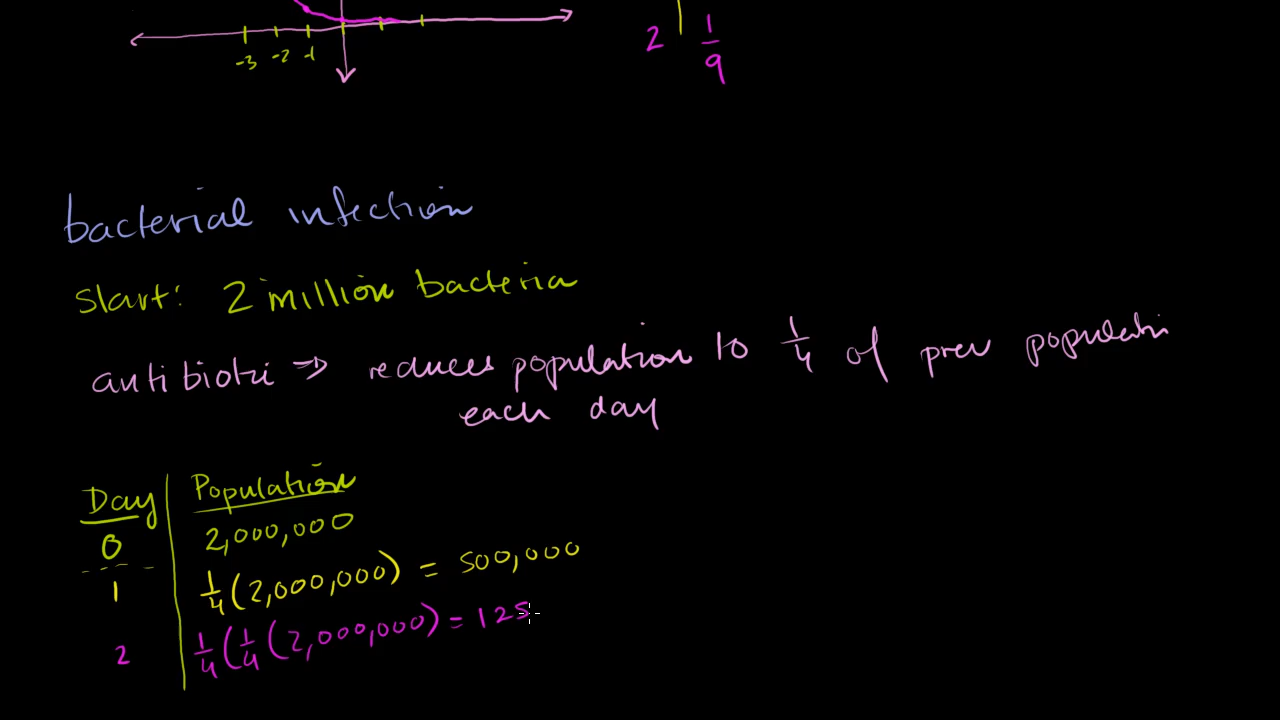 -3 -2 -1
2 | 1/9
bacterial infection
start: 2 million bacteria
antibioti ⇒ reduces population to 1/4 of prev populati
each day
Day | Population
0 | 2,000,000
1 | 1/4(2,000,000) = 500,000
2 | 1/4(1/4(2,000,000) = 125